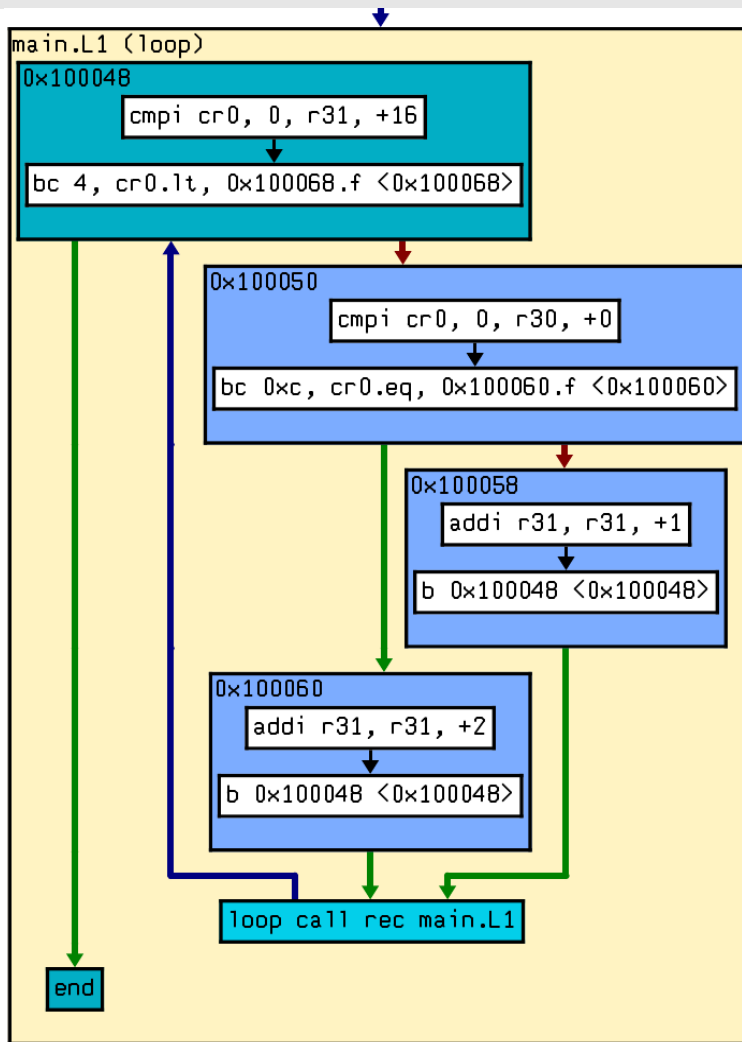 main.L1 (loop)
0x100048
cmpi cr0, 0, r31, +16
bc 4, cr0.lt, 0x100068.f <0x100068>
0x100050
cmpi cr0, 0, r30, +0
bc 0xc, cr0.eq, 0x100060.f <0x100060>
0x100058
addi r31, r31, +1
b 0x100048 <0x100048>
0x100060
addi r31, r31, +2
b 0x100048 <0x100048>
loop call rec main.L1
end